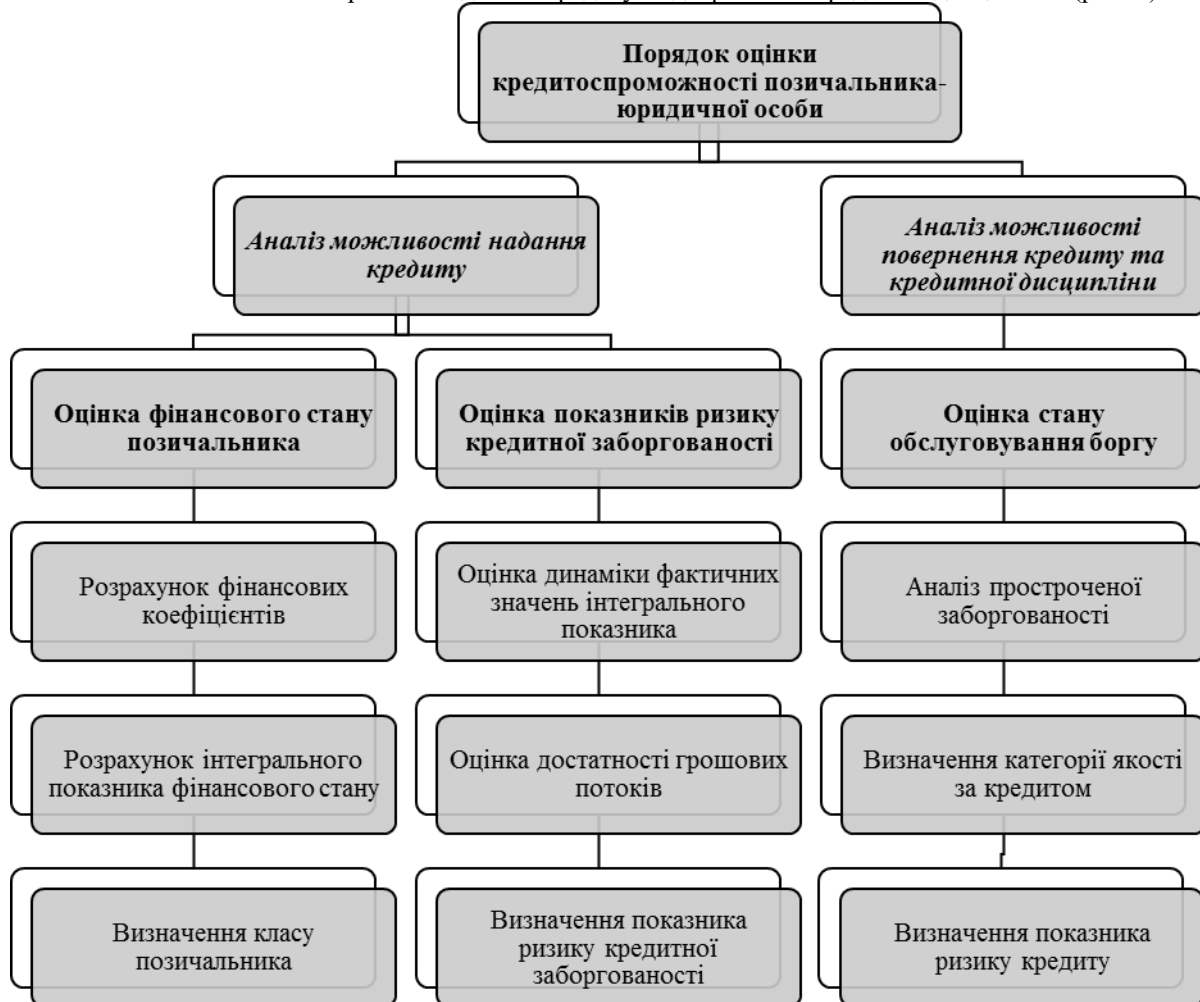 Порядок оцінки
кредитоспроможності позичальника-
юридичної особи
Аналіз можливості надання
кредиту
Аналіз можливості
повернення кредиту та
кредитної дисципліни
Оцінка фінансового стану
позичальника
Оцінка показників ризику
кредитної заборгованості
Оцінка стану
обслуговування боргу
Розрахунок фінансових
коефіцієнтів
Оцінка динаміки фактичних
значень інтегрального
показника
Аналіз простроченої
заборгованості
Розрахунок інтегрального
показника фінансового стану
Оцінка достатності грошових
потоків
Визначення категорії якості
за кредитом
Визначення класу
позичальника
Визначення показника
ризику кредитної
заборгованості
Визначення показника
ризику кредиту